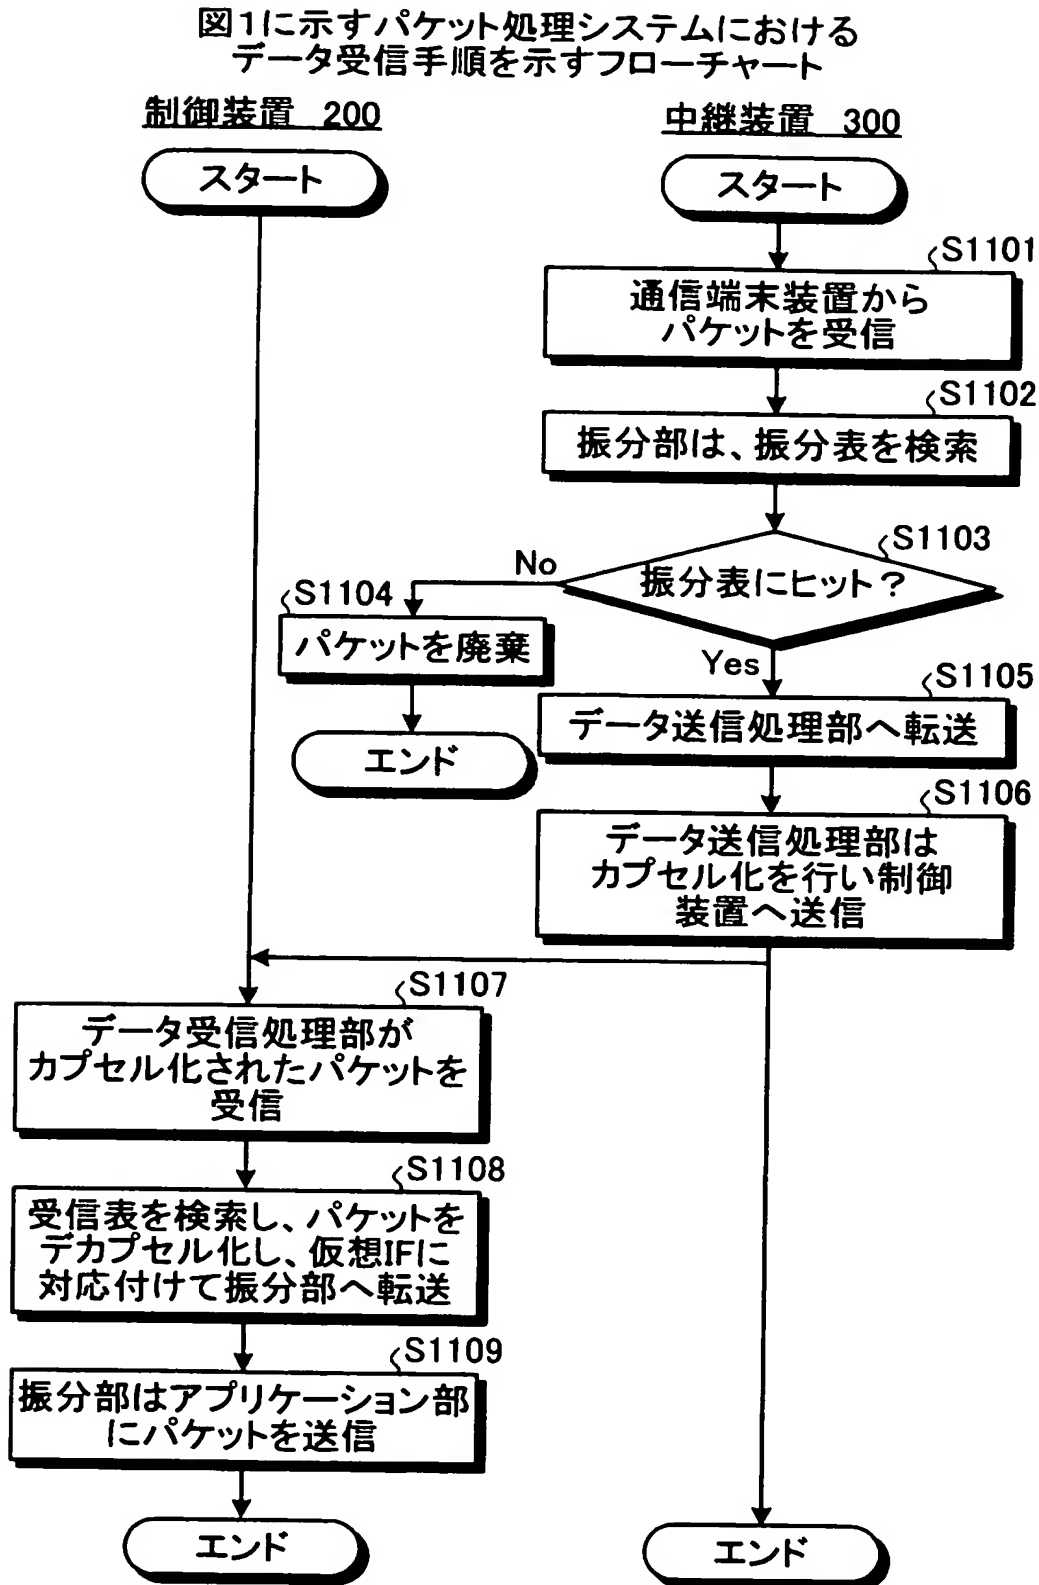 図1に示すパケット処理システムにおける
データ受信手順を示すフローチャート
制御装置 200
中継装置 300
スタート
スタート
S1101
通信端末装置から
パケットを受信
S1102
振分部は、振分表を検索
S1103
振分表にヒット?
No
Yes
S1104
パケットを廃棄
エンド
S1105
データ送信処理部へ転送
S1106
データ送信処理部は
カプセル化を行い制御
装置へ送信
S1107
データ受信処理部が
カプセル化されたパケットを
受信
S1108
受信表を検索し、パケットを
デカプセル化し、仮想IFに
対応付けて振分部へ転送
S1109
振分部はアプリケーション部
にパケットを送信
エンド
エンド